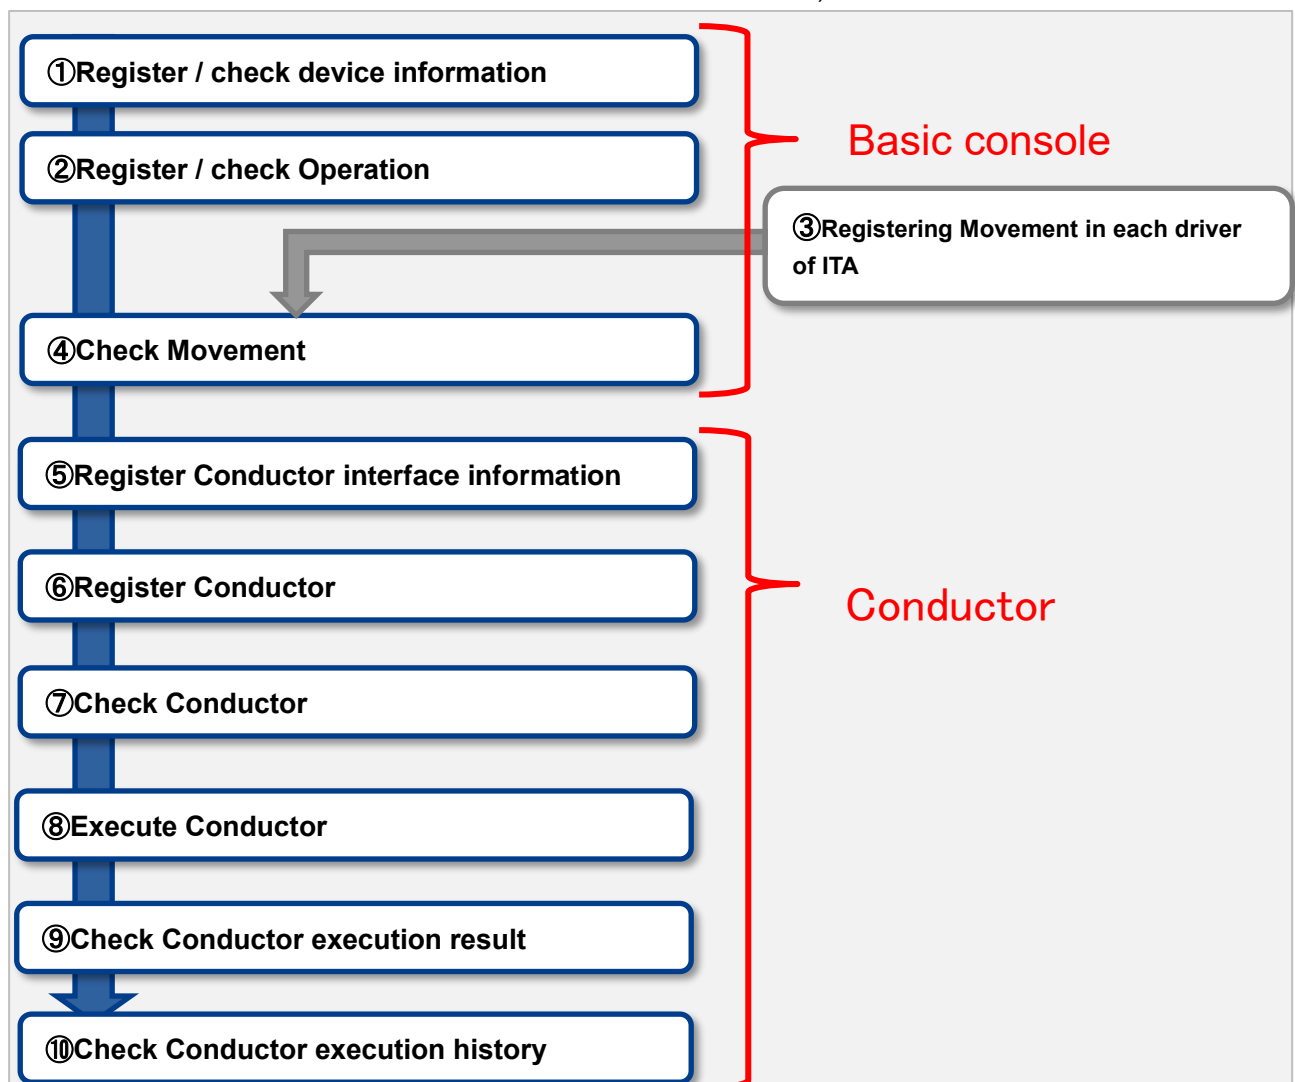 ①Register / check device information
Basic console
②Register / check Operation
③Registering Movement in each driver
of ITA
④Check Movement
⑤Register Conductor interface information
⑥Register Conductor
Conductor
⑦Check Conductor
⑧Execute Conductor
⑨Check Conductor execution result
⑩Check Conductor execution history